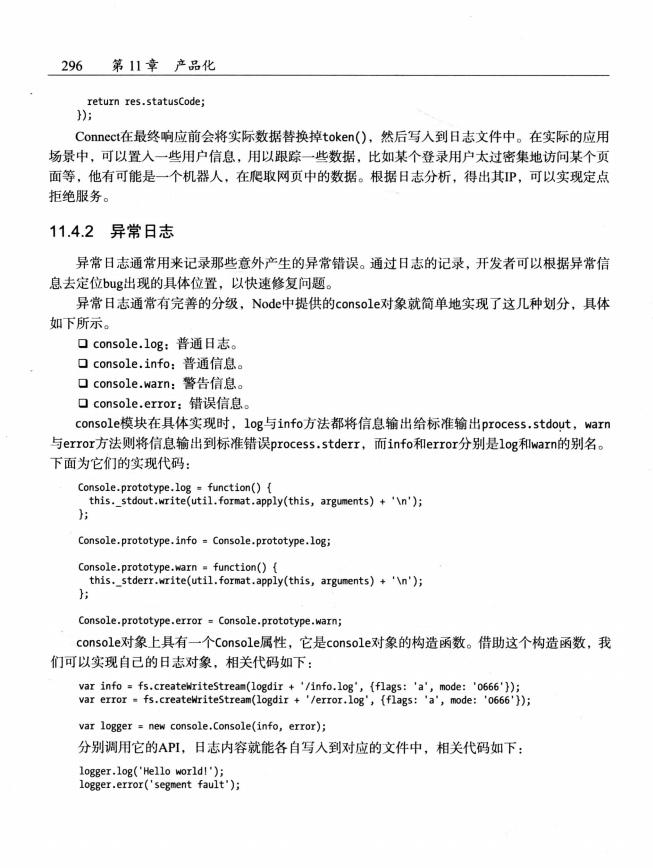 296 第 11 章 产品化
return res.statusCode;
});
Connect在最终响应前会将实际数据替换掉token()，然后写入到日志文件中。在实际的应用
场景中，可以置入一些用户信息，用以跟踪一些数据，比如某个登录用户太过密集地访问某个页
面等，他有可能是一个机器人，在爬取网页中的数据。根据日志分析，得出其IP，可以实现定点
拒绝服务。
11.4.2 异常日志
异常日志通常用来记录那些意外产生的异常错误。通过日志的记录，开发者可以根据异常信
息去定位bug出现的具体位置，以快速修复问题。
异常日志通常有完善的分级，Node中提供的console对象就简单地实现了这几种划分，具体
如下所示。
❑ console.log：普通日志。
❑ console.info：普通信息。
❑ console.warn：警告信息。
❑ console.error：错误信息。
console模块在具体实现时，log与info方法都将信息输出给标准输出process.stdout，warn
与error方法则将信息输出到标准错误process.stderr，而info和error分别是log和warn的别名。
下面为它们的实现代码：
Console.prototype.log = function() {
this._stdout.write(util.format.apply(this, arguments) + '\n');
};
Console.prototype.info = Console.prototype.log;
Console.prototype.warn = function() {
this._stderr.write(util.format.apply(this, arguments) + '\n');
};
Console.prototype.error = Console.prototype.warn;
console对象上具有一个Console属性，它是console对象的构造函数。借助这个构造函数，我
们可以实现自己的日志对象，相关代码如下：
var info = fs.createWriteStream(logdir + '/info.log', {flags: 'a', mode: '0666'});
var error = fs.createWriteStream(logdir + '/error.log', {flags: 'a', mode: '0666'});
var logger = new console.Console(info, error);
分别调用它的API，日志内容就能各自写入到对应的文件中，相关代码如下：
logger.log('Hello world!');
logger.error('segment fault');